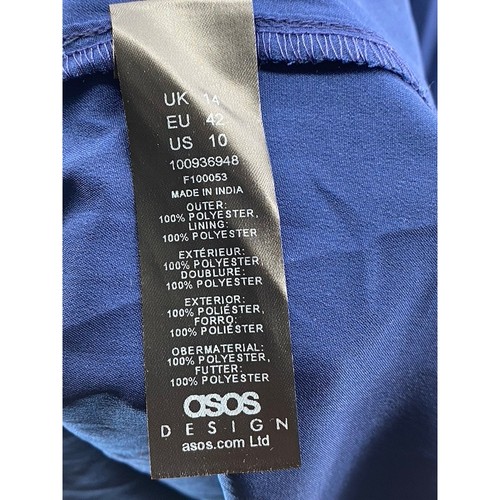 UK 14
EU 42
US 10
100936948
F100053
MADE IN INDIA
OUTER:
100% POLYESTER,
LINING:
100% POLYESTER
EXTÉRIEUR:
100% POLYESTER,
DOUBLURE:
100% POLYESTER
EXTERIOR:
100% POLIÉSTER,
FORRO:
100% POLIÉSTER
OBERMATERIAL:
100% POLYESTER,
FUTTER:
100% POLYESTER
asos
DESIGN
asos.com Ltd